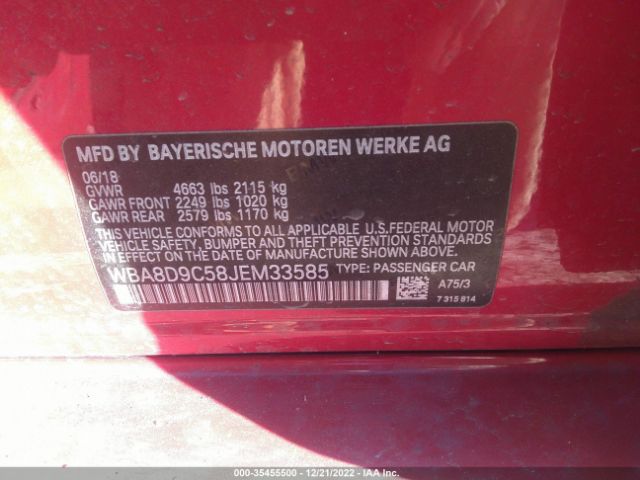 MFD BY BAYERISCHE MOTOREN WERKE AG
06/18
GVWR 4663 lbs 2115 kg
GAWR FRONT 2249 lbs 1020 kg
GAWR REAR 2579 lbs 1170 kg
THIS VEHICLE CONFORMS TO ALL APPLICABLE U.S.FEDERAL MOTOR
VEHICLE SAFETY, BUMPER, AND THEFT PREVENTION STANDARDS
IN EFFECT ON THE DATE OF MANUFACTURE SHOWN ABOVE.
WBA8D9C58JEM33585 TYPE: PASSENGER CAR
A75/3
7 315 814
000-35455500 - 12/21/2022 - IAA Inc.